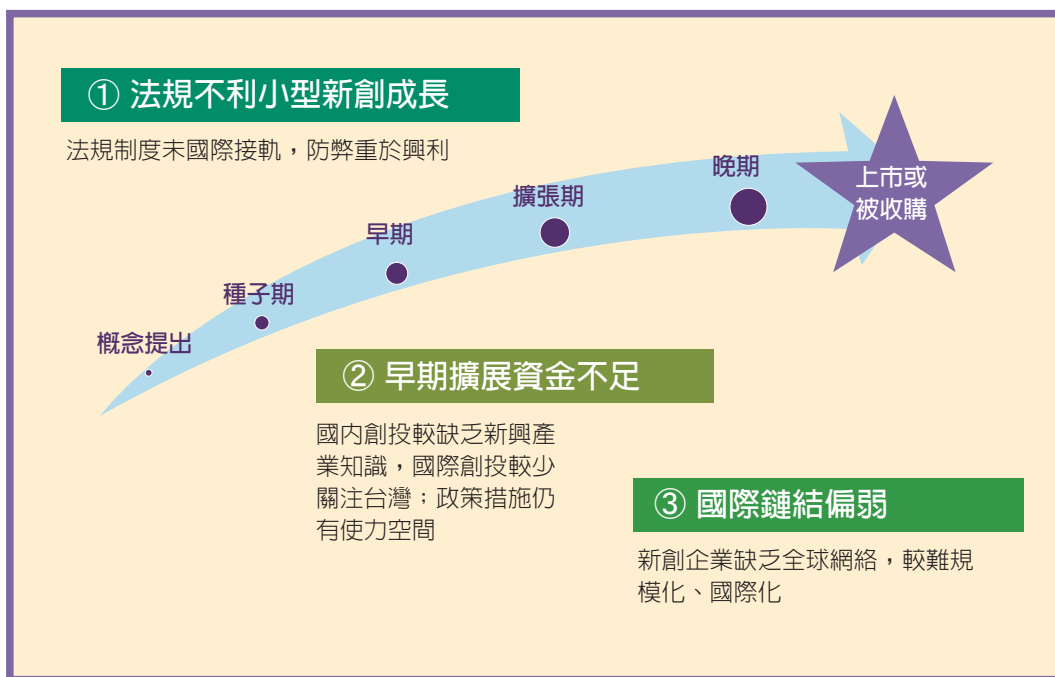 ① 法規不利小型新創成長
法規制度未國際接軌，防弊重於興利
概念提出
種子期
早期
擴張期
晚期
上市或
被收購
② 早期擴展資金不足
國內創投較缺乏新興產
業知識，國際創投較少
關注台灣；政策措施仍
有使力空間
③ 國際鏈結偏弱
新創企業缺乏全球網絡，較難規
模化、國際化